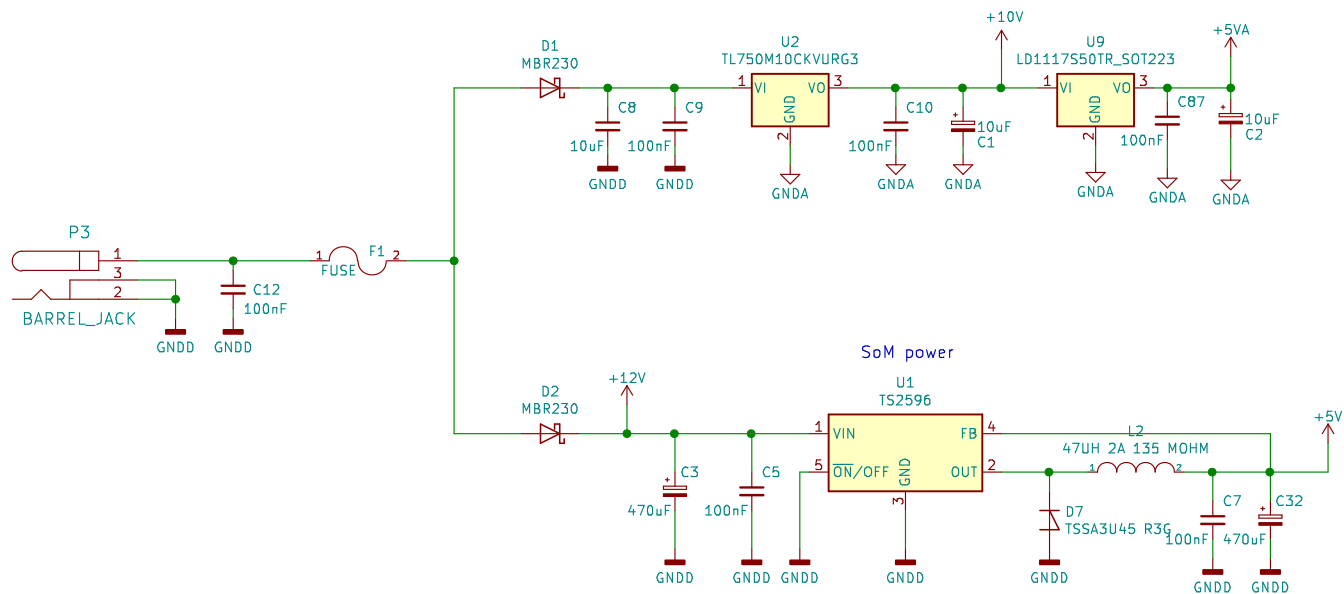 +10V
D1
MBR230
U2
TL750M10CKVURG3
U9
LD1117S50TR_SOT223
+5VA
1 VI VO 3
GND
2
1 VI VO 3
GND
2
C8
10uF
GNDD
C9
100nF
GNDD
GNDA
C10
100nF
GNDA
+
10uF
C1
GNDA
GNDA
C87
100nF
GNDA
+
10uF
C2
GNDA
P3
1
3
2
BARREL_JACK
GNDD
C12
100nF
GNDD
1 F1 2
FUSE
SoM power
D2
MBR230
+12V
U1
TS2596
1 VIN FB 4
5 ON/OFF OUT 2
GND
3
+
C3
470uF
GNDD
C5
100nF
GNDD
GNDD
GNDD
L2
47UH 2A 135 MOHM
1 2
+5V
D7
TSSA3U45 R3G
GNDD
C7
100nF
GNDD
+
C32
470uF
GNDD